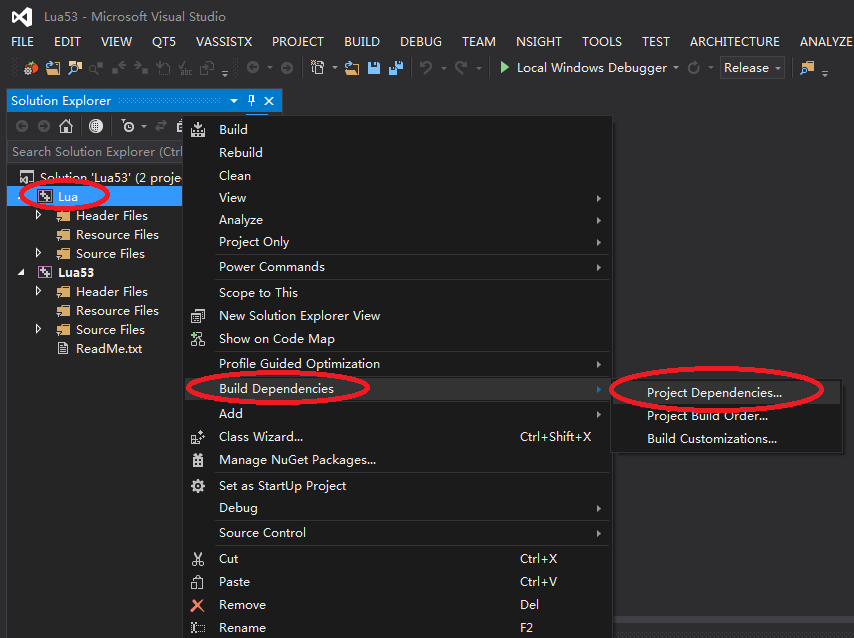 Lua53 - Microsoft Visual Studio
FILE EDIT VIEW QT5 VASSISTX PROJECT BUILD DEBUG TEAM NSIGHT TOOLS TEST ARCHITECTURE ANALYZE
Local Windows Debugger Release
Solution Explorer
Search Solution Explorer (Ctrl
Solution 'Lua53' (2 proje
Lua
Header Files
Resource Files
Source Files
Lua53
Header Files
Resource Files
Source Files
ReadMe.txt
Build
Rebuild
Clean
View
Analyze
Project Only
Power Commands
Scope to This
New Solution Explorer View
Show on Code Map
Profile Guided Optimization
Build Dependencies
Add
Class Wizard... Ctrl+Shift+X
Manage NuGet Packages...
Set as StartUp Project
Debug
Source Control
Cut Ctrl+X
Paste Ctrl+V
Remove Del
Rename F2
Project Dependencies...
Project Build Order...
Build Customizations...